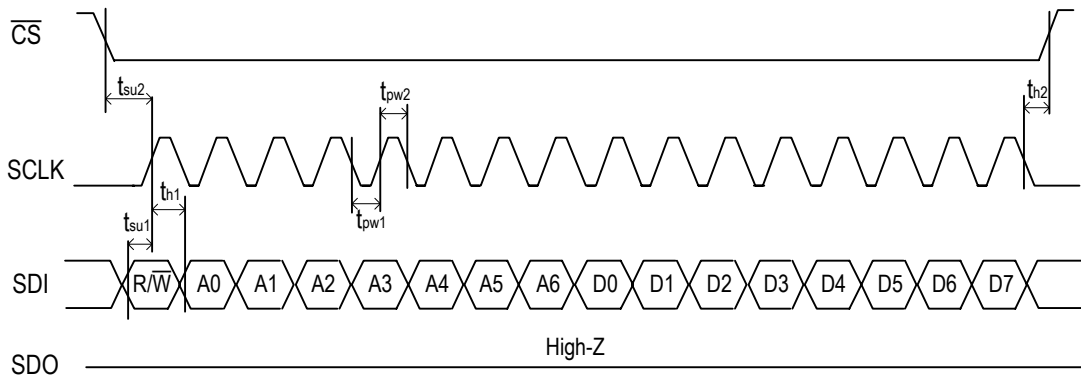 CS
tsu2
tpw2
th2
SCLK
th1
tsu1
tpw1
SDI R/W A0 A1 A2 A3 A4 A5 A6 D0 D1 D2 D3 D4 D5 D6 D7
High-Z
SDO